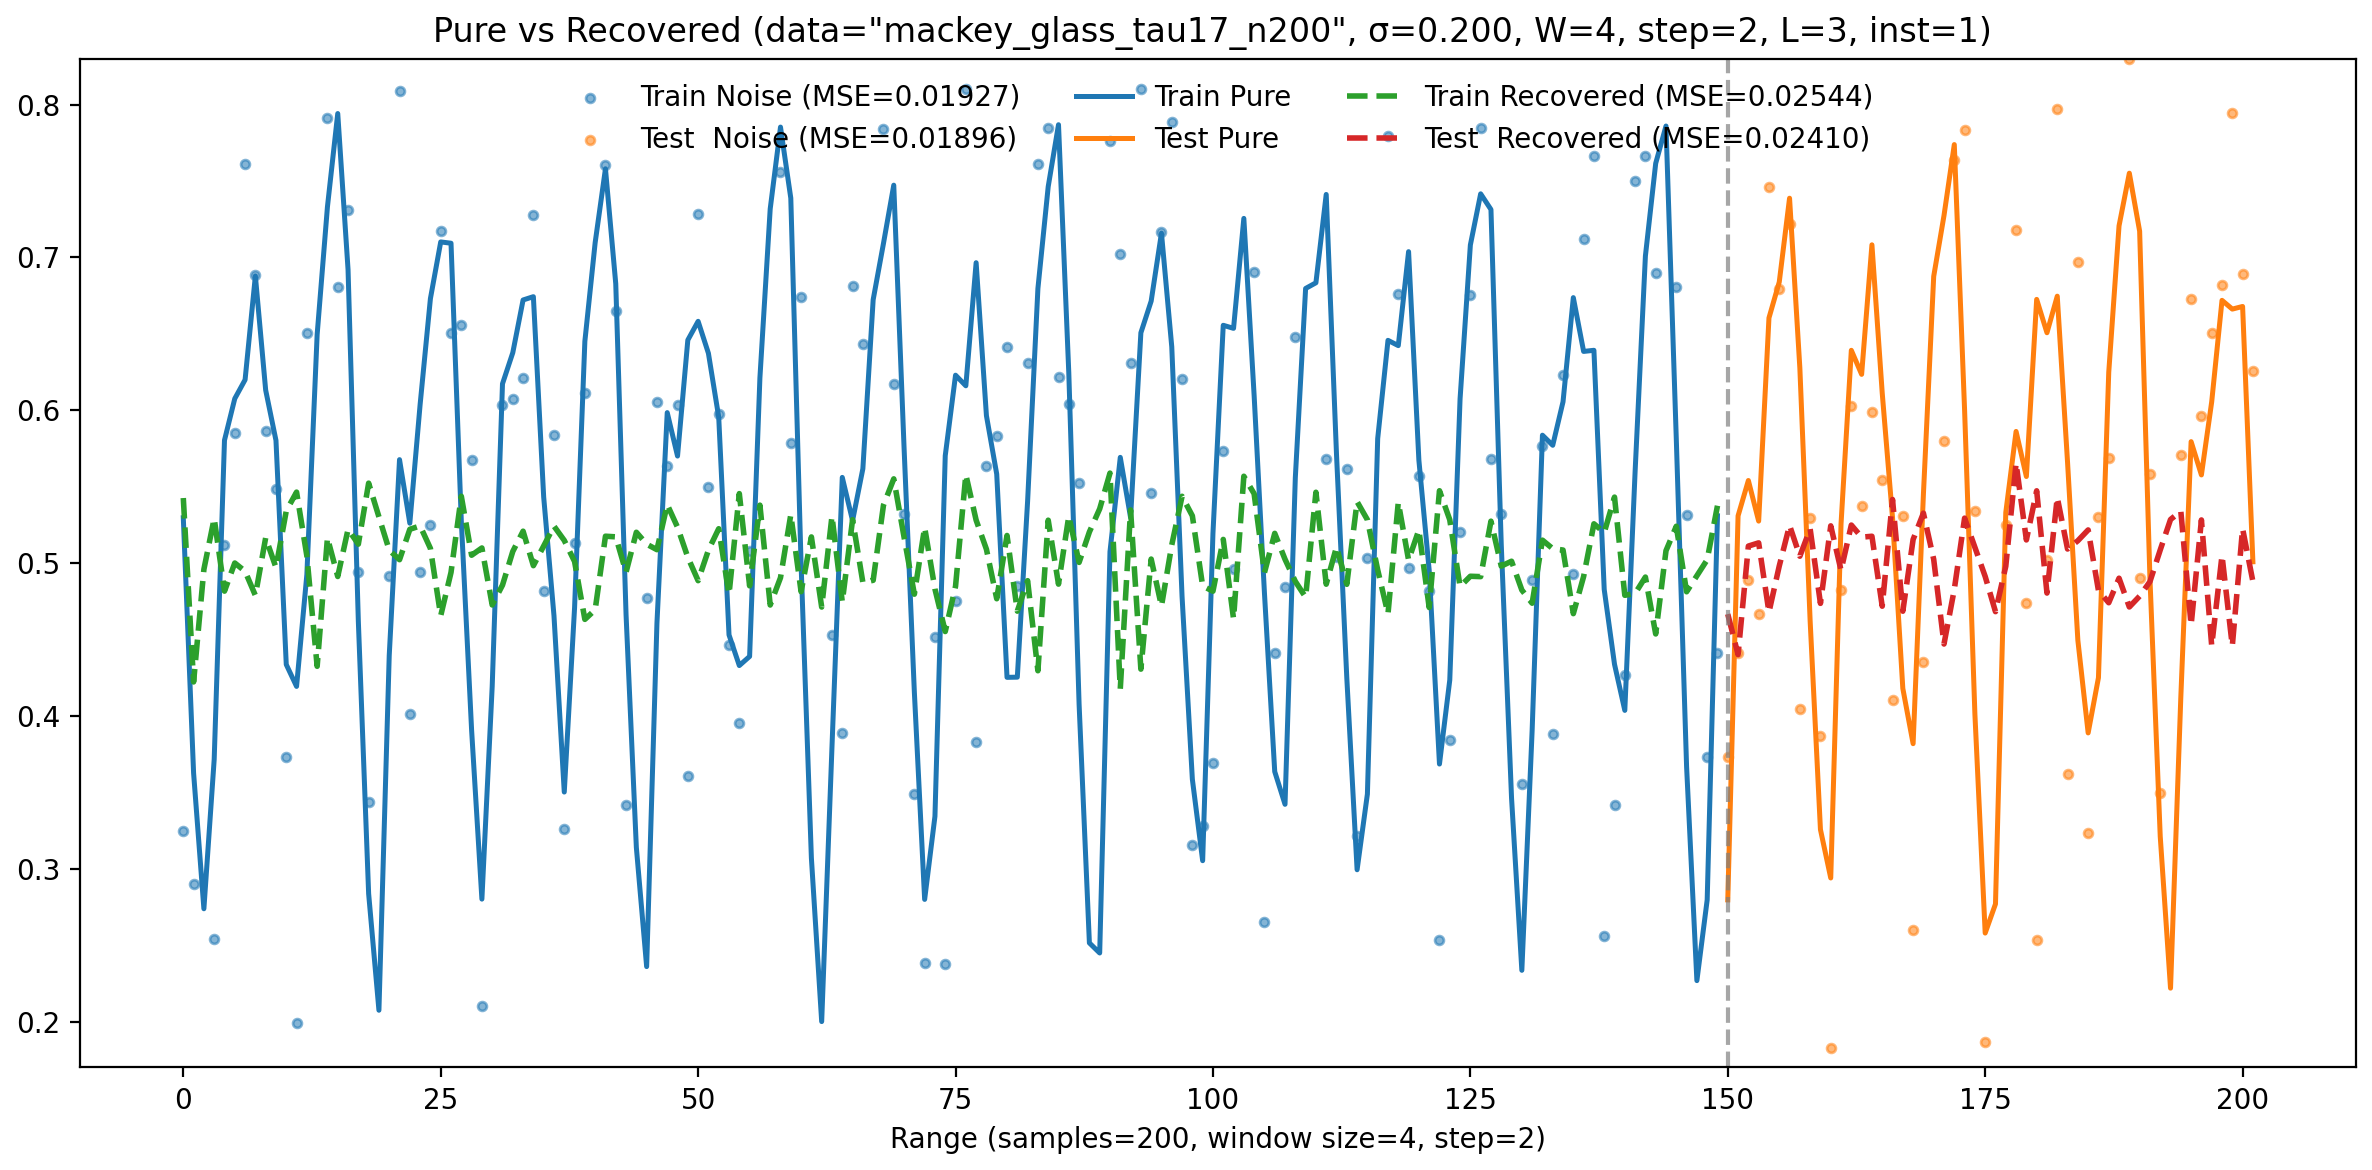 Pure vs Recovered (data="mackey_glass_tau17_n200", σ=0.200, W=4, step=2, L=3, inst=1)
Train Noise (MSE=0.01927)
Test  Noise (MSE=0.01896)
Train Pure
Test Pure
Train Recovered (MSE=0.02544)
Test  Recovered (MSE=0.02410)
0.8
0.7
0.6
0.5
0.4
0.3
0.2
0 25 50 75 100 125 150 175 200
Range (samples=200, window size=4, step=2)